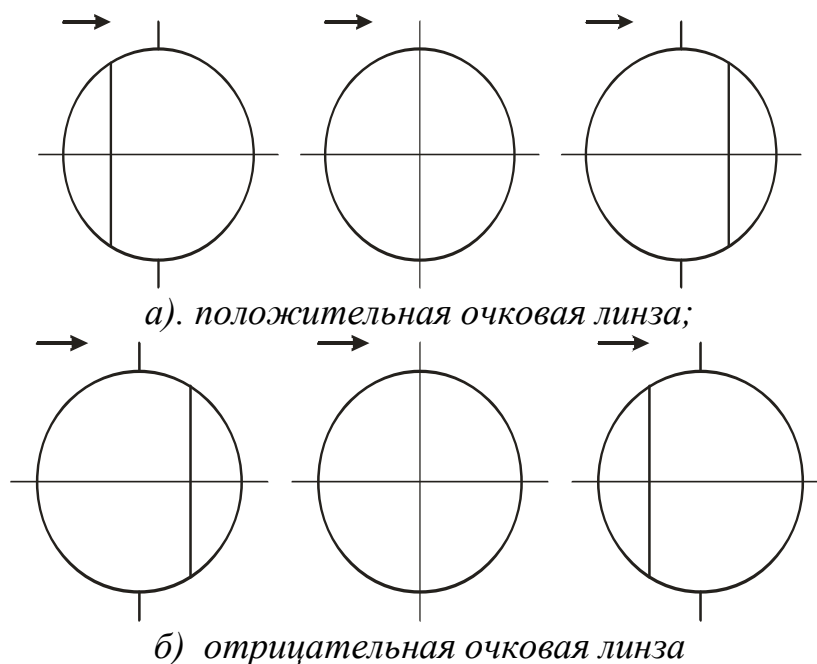 а). положительная очковая линза;
б) отрицательная очковая линза